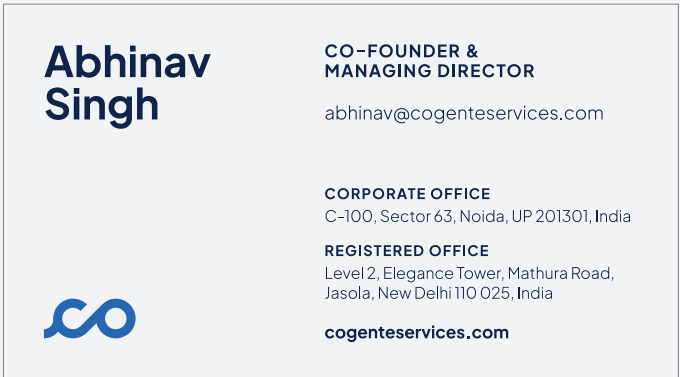 Abhinav
Singh
CO-FOUNDER &
MANAGING DIRECTOR
abhinav@cogenteservices.com
CORPORATE OFFICE
C-100, Sector 63, Noida, UP 201301, India
REGISTERED OFFICE
Level 2, Elegance Tower, Mathura Road,
Jasola, New Delhi 110 025, India
co
cogenteservices.com